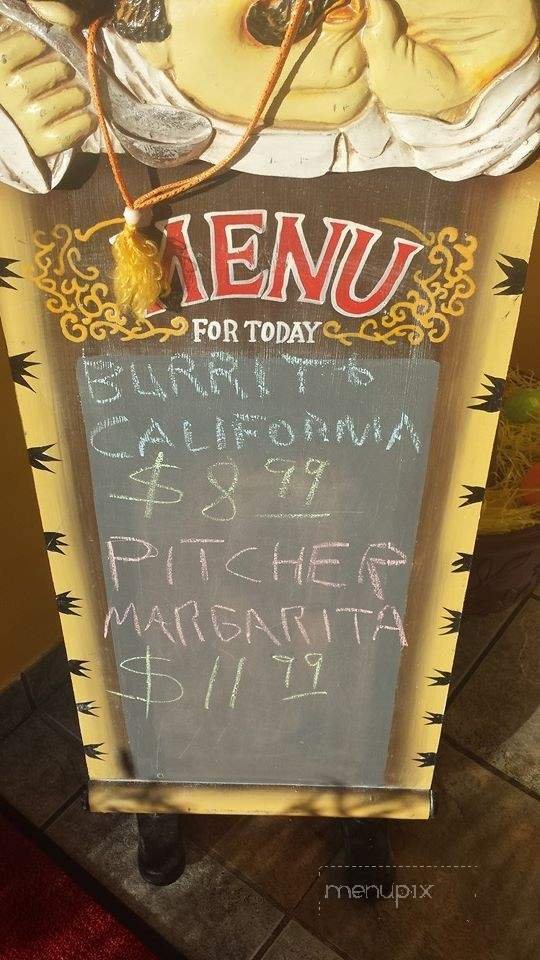 MENU
FOR TODAY
BURRITO
CALIFORNIA
$8.99
PITCHER
MARGARITA
$11.99
menupix